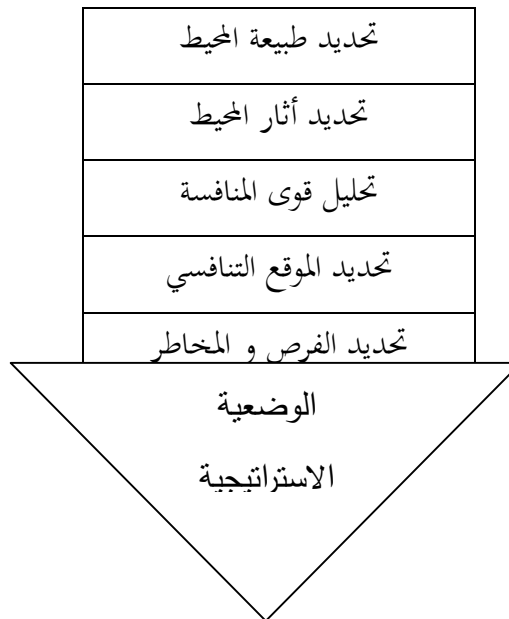 تحديد طبيعة المحيط
تحديد أثار المحيط
تحليل قوى المنافسة
تحديد الموقع التنافسي
تحديد الفرص و المخاطر
الوضعية
الاستراتيجية